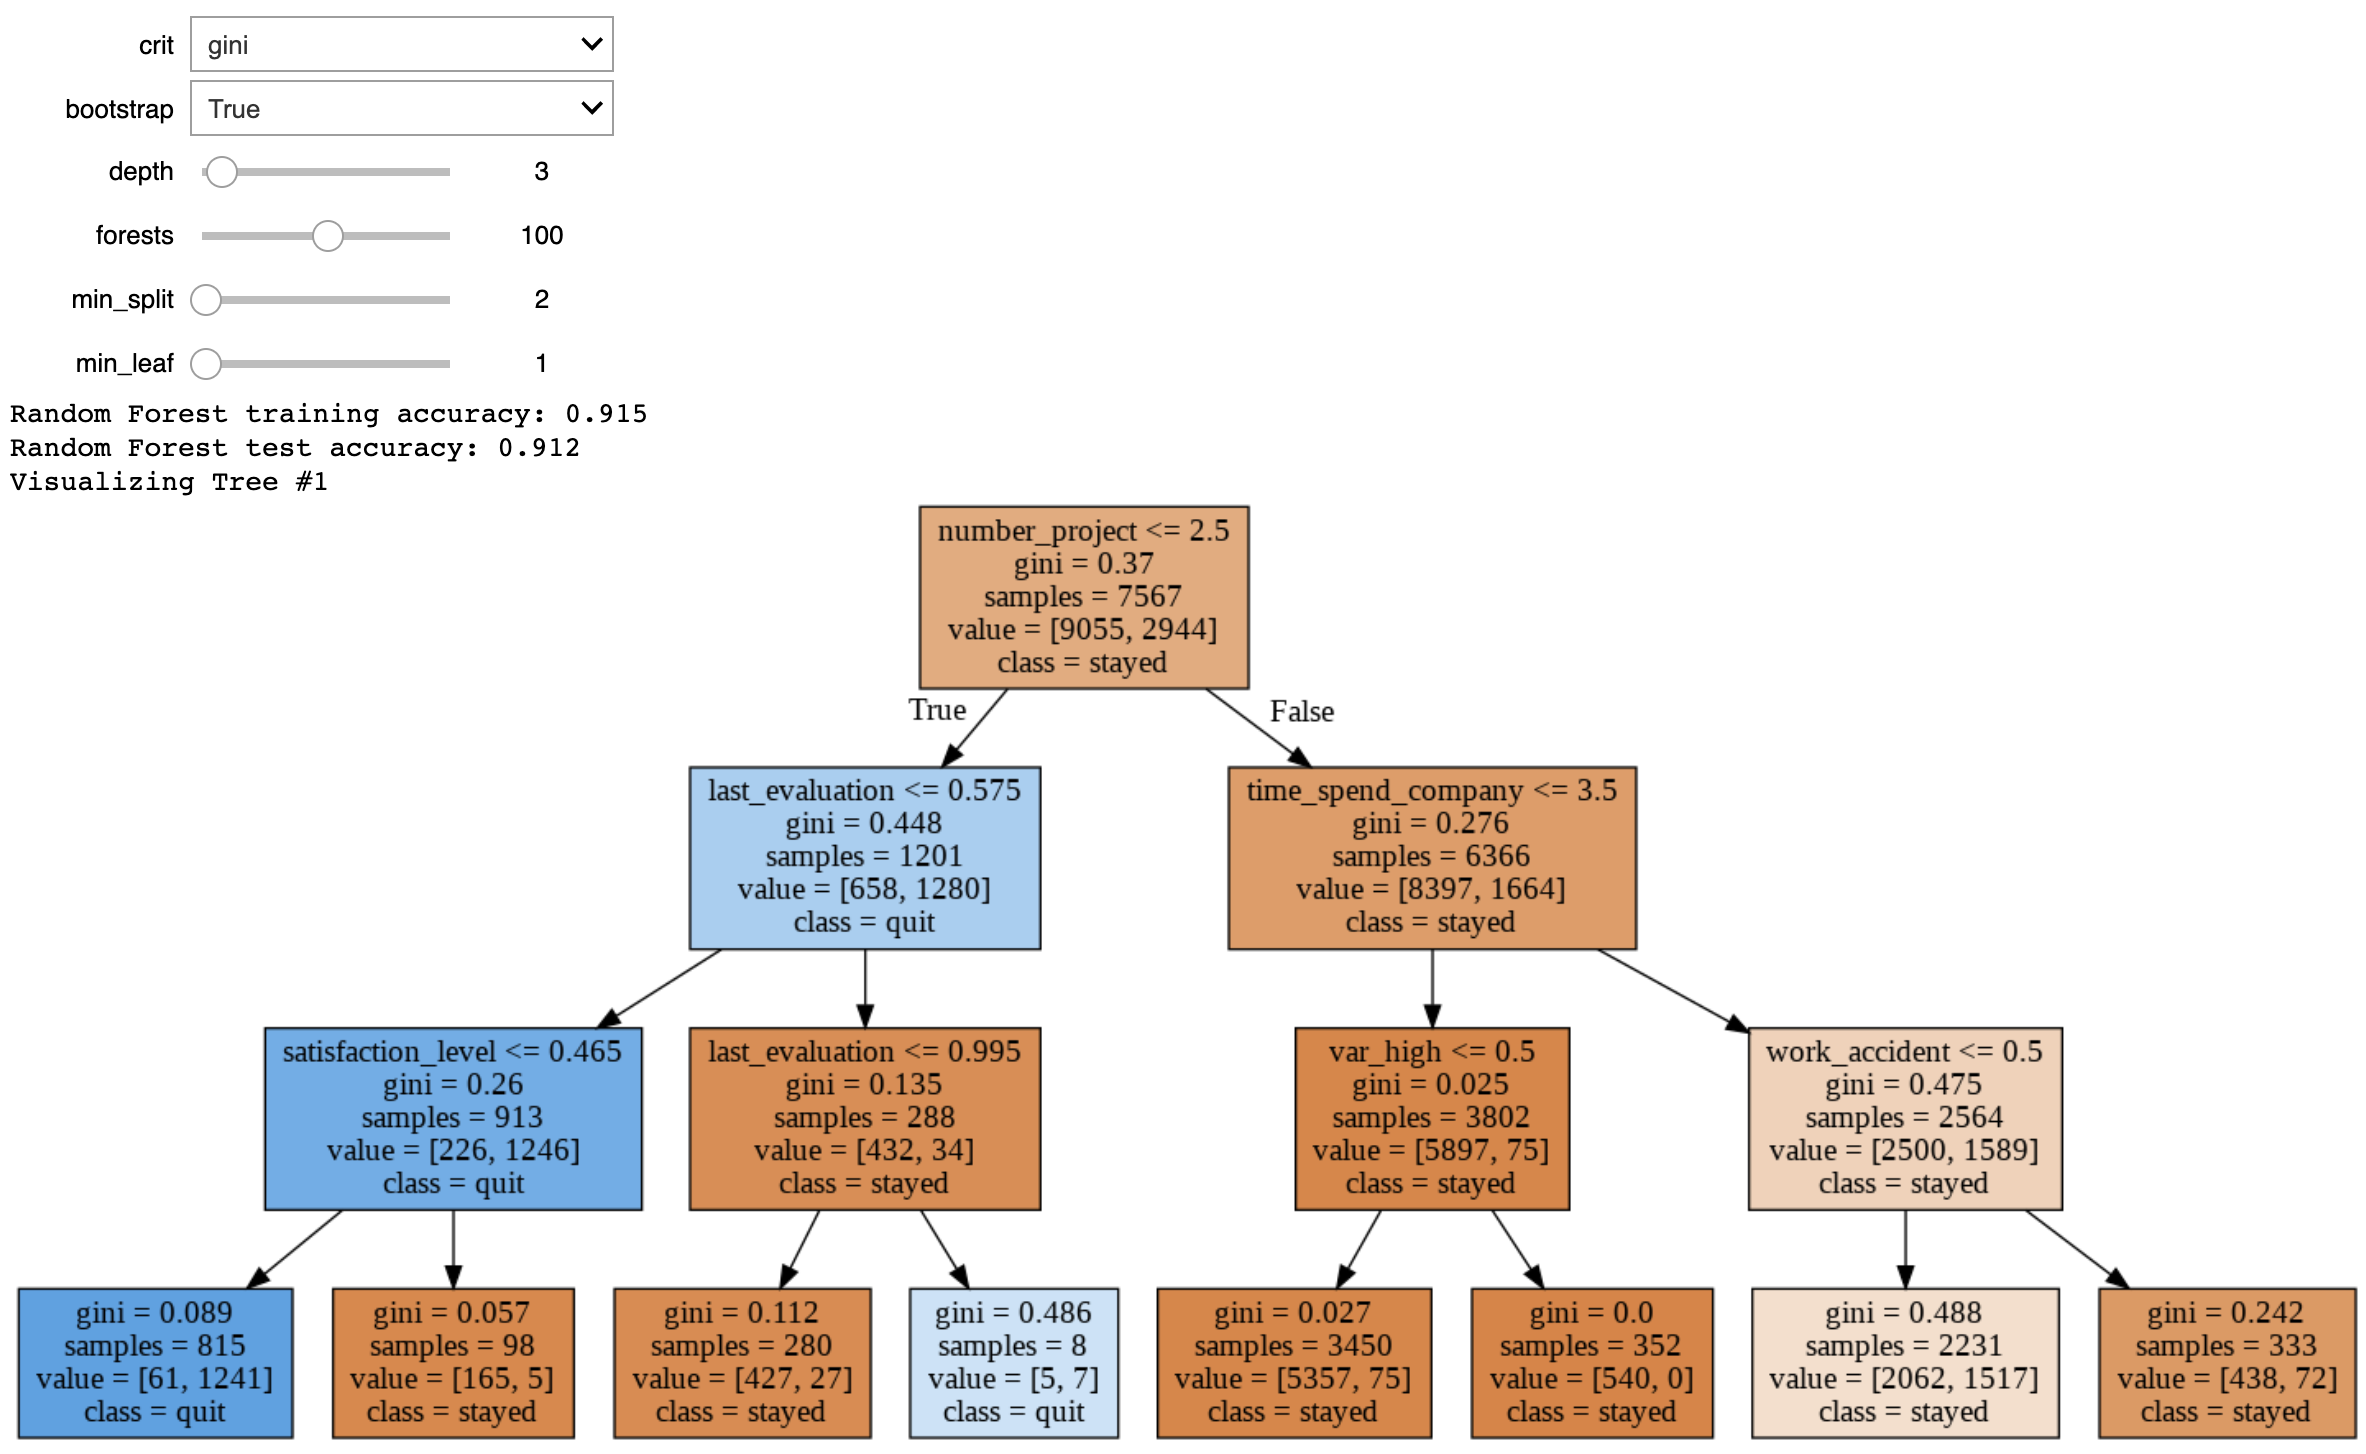 crit gini
bootstrap True
depth 3
forests 100
min_split 2
min_leaf 1
Random Forest training accuracy: 0.915
Random Forest test accuracy: 0.912
Visualizing Tree #1
number_project <= 2.5
gini = 0.37
samples = 7567
value = [9055, 2944]
class = stayed
True
False
last_evaluation <= 0.575
gini = 0.448
samples = 1201
value = [658, 1280]
class = quit
time_spend_company <= 3.5
gini = 0.276
samples = 6366
value = [8397, 1664]
class = stayed
satisfaction_level <= 0.465
gini = 0.26
samples = 913
value = [226, 1246]
class = quit
last_evaluation <= 0.995
gini = 0.135
samples = 288
value = [432, 34]
class = stayed
var_high <= 0.5
gini = 0.025
samples = 3802
value = [5897, 75]
class = stayed
work_accident <= 0.5
gini = 0.475
samples = 2564
value = [2500, 1589]
class = stayed
gini = 0.089
samples = 815
value = [61, 1241]
class = quit
gini = 0.057
samples = 98
value = [165, 5]
class = stayed
gini = 0.112
samples = 280
value = [427, 27]
class = stayed
gini = 0.486
samples = 8
value = [5, 7]
class = quit
gini = 0.027
samples = 3450
value = [5357, 75]
class = stayed
gini = 0.0
samples = 352
value = [540, 0]
class = stayed
gini = 0.488
samples = 2231
value = [2062, 1517]
class = stayed
gini = 0.242
samples = 333
value = [438, 72]
class = stayed